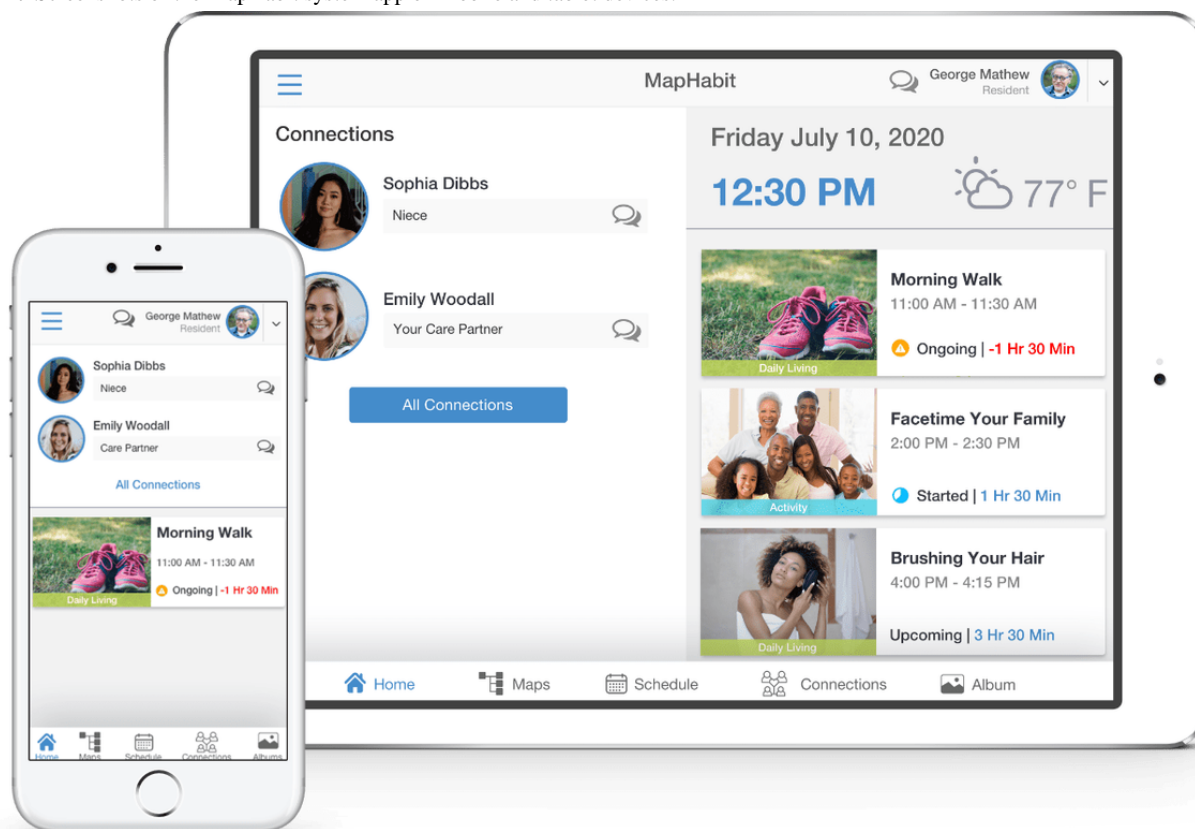 MapHabit
George Mathew
Resident
Connections
Sophia Dibbs
Niece
Emily Woodall
Your Care Partner
All Connections
Friday July 10, 2020
12:30 PM
77° F
Morning Walk
11:00 AM - 11:30 AM
Ongoing | -1 Hr 30 Min
Daily Living
Facetime Your Family
2:00 PM - 2:30 PM
Started | 1 Hr 30 Min
Activity
Brushing Your Hair
4:00 PM - 4:15 PM
Upcoming | 3 Hr 30 Min
Daily Living
Home Maps Schedule Connections Album
George Mathew
Resident
Sophia Dibbs
Niece
Emily Woodall
Care Partner
All Connections
Morning Walk
11:00 AM - 11:30 AM
Ongoing | -1 Hr 30 Min
Daily Living
Home Maps Schedule Connections Albums